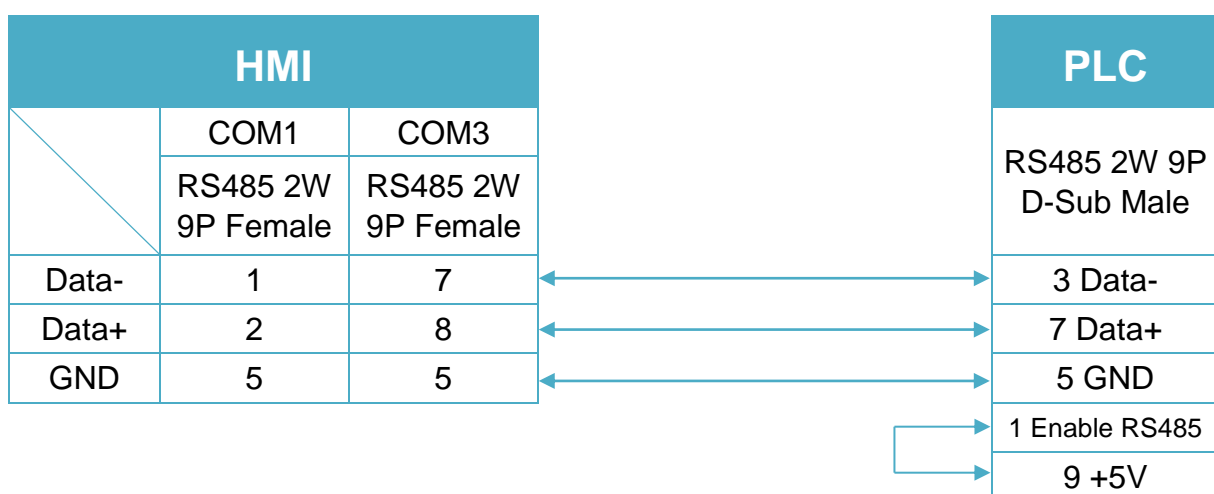 HMI
PLC
COM1 COM3
RS485 2W
9P Female
RS485 2W
9P Female
RS485 2W 9P
D-Sub Male
Data- 1 7 3 Data-
Data+ 2 8 7 Data+
GND 5 5 5 GND
1 Enable RS485
9 +5V